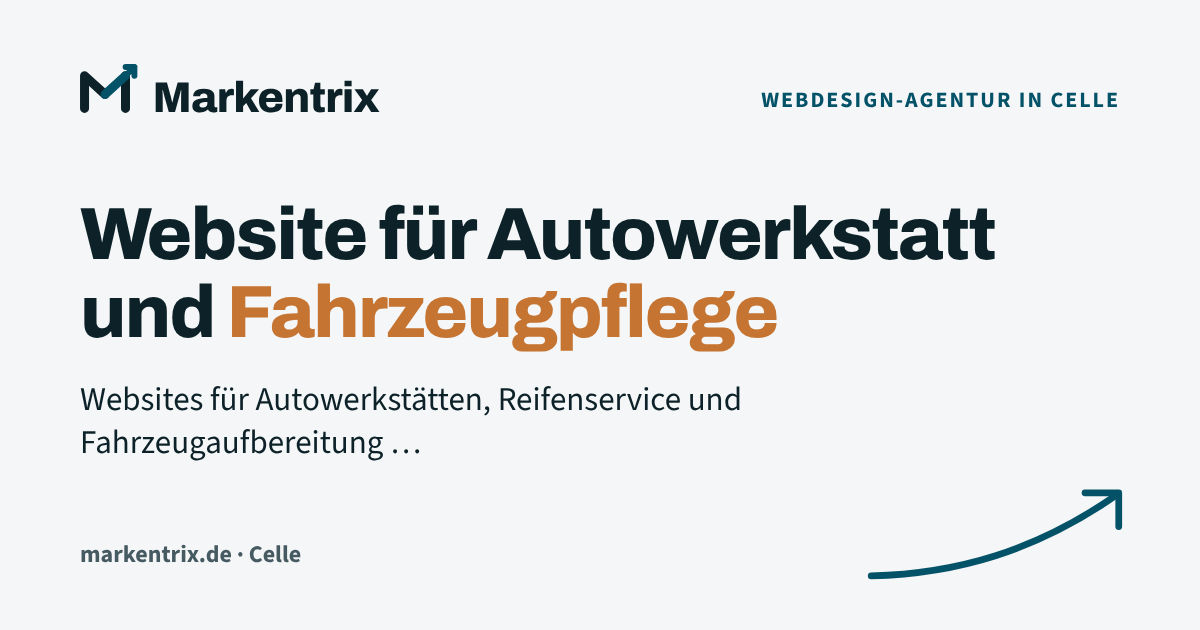 Markentrix
WEBDESIGN-AGENTUR IN CELLE
Website für Autowerkstatt
und Fahrzeugpflege
Websites für Autowerkstätten, Reifenservice und
Fahrzeugaufbereitung …
markentrix.de · Celle